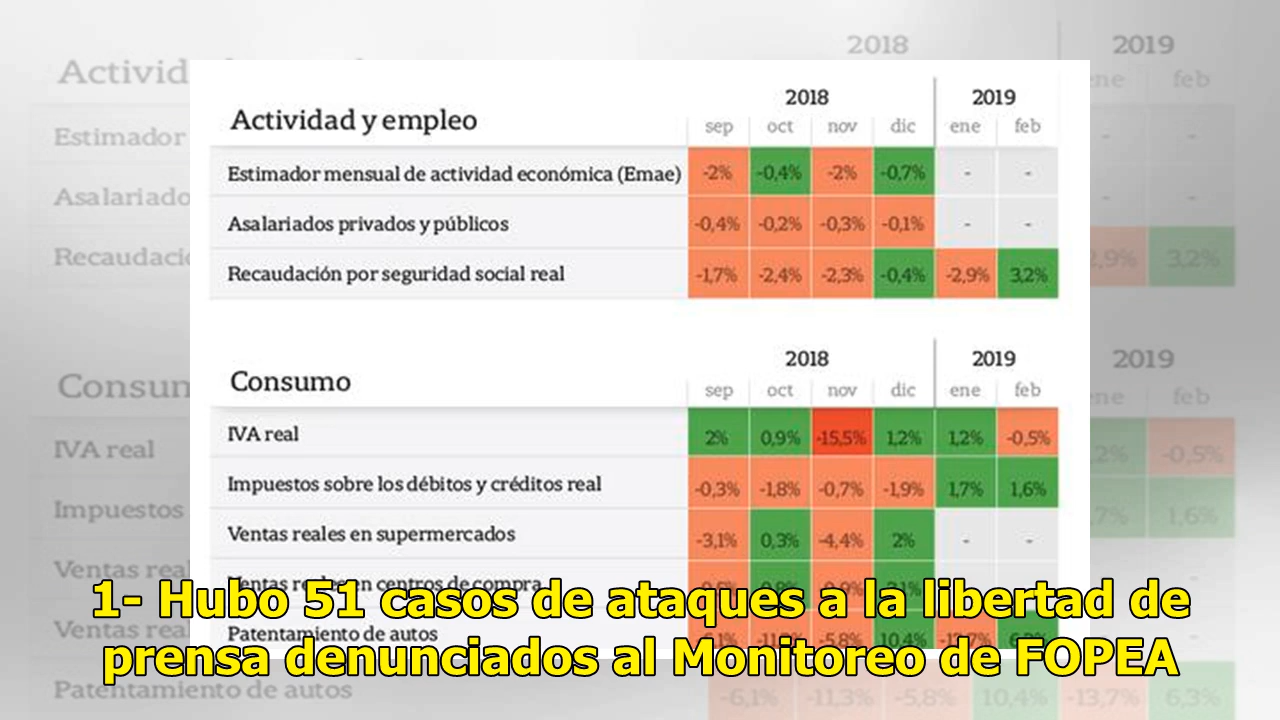 2018 2019
Actividad y empleo sep oct nov dic ene feb
Estimador mensual de actividad económica (Emae) -2% -0,4% -2% -0,7% - -
Asalariados privados y públicos -0,4% -0,2% -0,3% -0,1% - -
Recaudación por seguridad social real -1,7% -2,4% -2,3% -0,4% -2,9% 3,2%
2018 2019
Consumo sep oct nov dic ene feb
IVA real 2% 0,9% -15,5% 1,2% 1,2% -0,5%
Impuestos sobre los débitos y créditos real -0,3% -1,8% -0,7% -1,9% 1,7% 1,6%
Ventas reales en supermercados -3,1% 0,3% -4,4% 2% - -
Ventas reales en centros de compra
Patentamiento de autos -6,1% -11,3% -5,8% 10,4% -13,7% 6,3%
1- Hubo 51 casos de ataques a la libertad de
prensa denunciados al Monitoreo de FOPEA